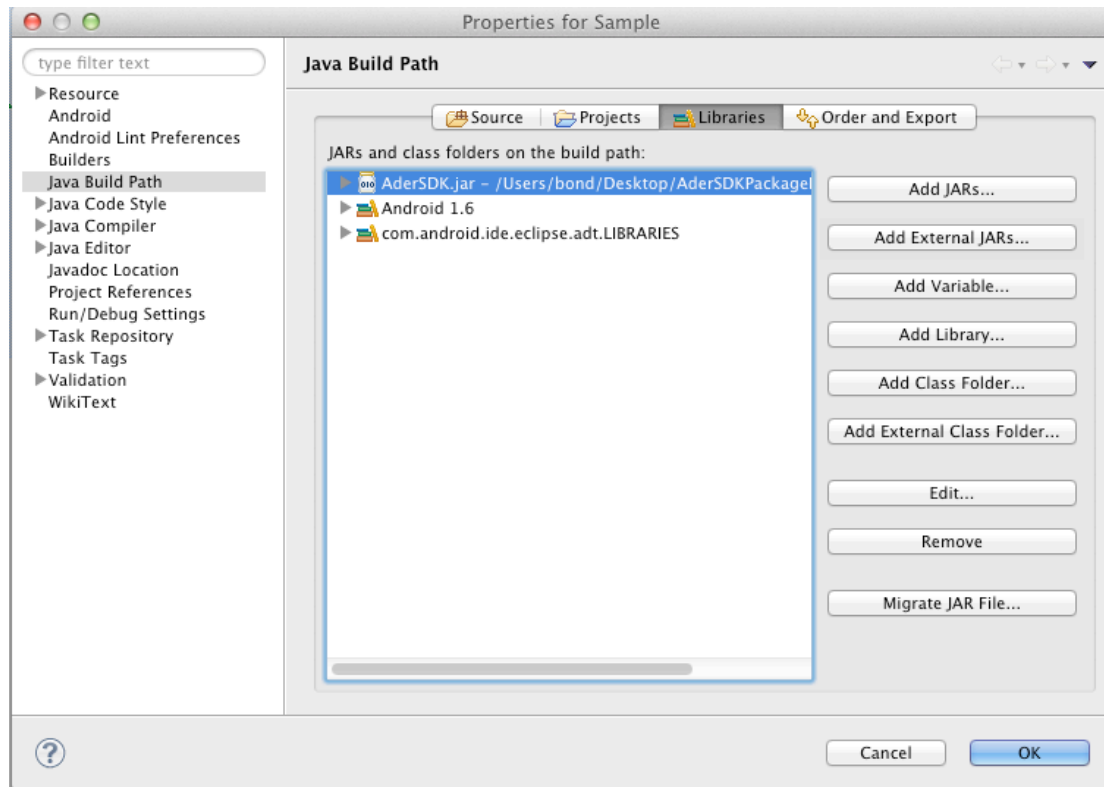 Properties for Sample
type filter text
Resource
Android
Android Lint Preferences
Builders
Java Build Path
Java Code Style
Java Compiler
Java Editor
Javadoc Location
Project References
Run/Debug Settings
Task Repository
Task Tags
Validation
WikiText
Java Build Path
Source Projects Libraries Order and Export
JARs and class folders on the build path:
AderSDK.jar – /Users/bond/Desktop/AderSDKPackage
Android 1.6
com.android.ide.eclipse.adt.LIBRARIES
Add JARs...
Add External JARs...
Add Variable...
Add Library...
Add Class Folder...
Add External Class Folder...
Edit...
Remove
Migrate JAR File...
?
Cancel OK